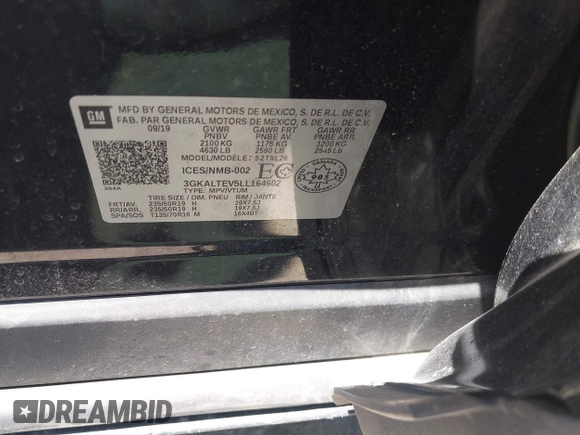 GM
MFD BY GENERAL MOTORS DE MEXICO, S. DE R.L. DE C.V.
FAB. PAR GENERAL MOTORS DE MEXICO, S. DE R.L. DE C.V.
09/19 GVWR GAWR FRT GAWR RR
PNBV PNBE AV. PNBE ARR.
2100 KG 1175 KG 1200 KG
4630 LB 2590 LB 2645 LB
MODEL/MODÈLE: 52TXL26
ICES/NMB-002 EC
3GKALTEV5LL164602
TYPE: MPV/VTUM
TIRE SIZE / DIM. PNEU RIM / JANTE
FRT/AV. 235/50R19 H 19X7.5J
RR/ARR. 235/50R19 H 19X7.5J
SPA/SOS T135/70R16 M 16X4BT
CANADA
985
DREAMBID